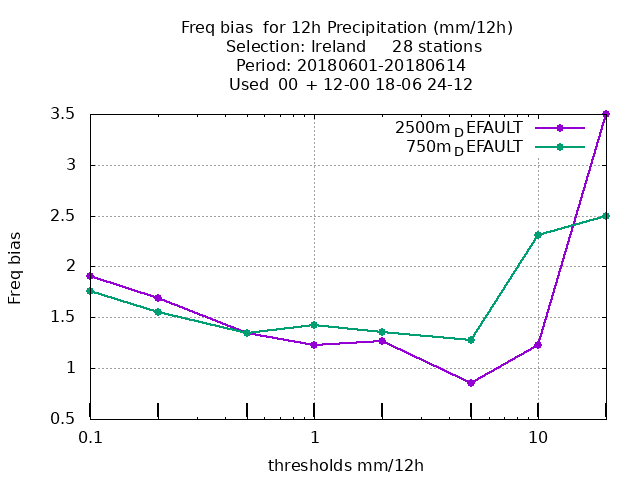 Freq bias  for 12h Precipitation (mm/12h)
Selection: Ireland     28 stations
Period: 20180601-20180614
Used  00 + 12-00 18-06 24-12
3.5
3
2.5
2
1.5
1
0.5
Freq bias
2500m_DEFAULT
750m_DEFAULT
0.1 1 10
thresholds mm/12h